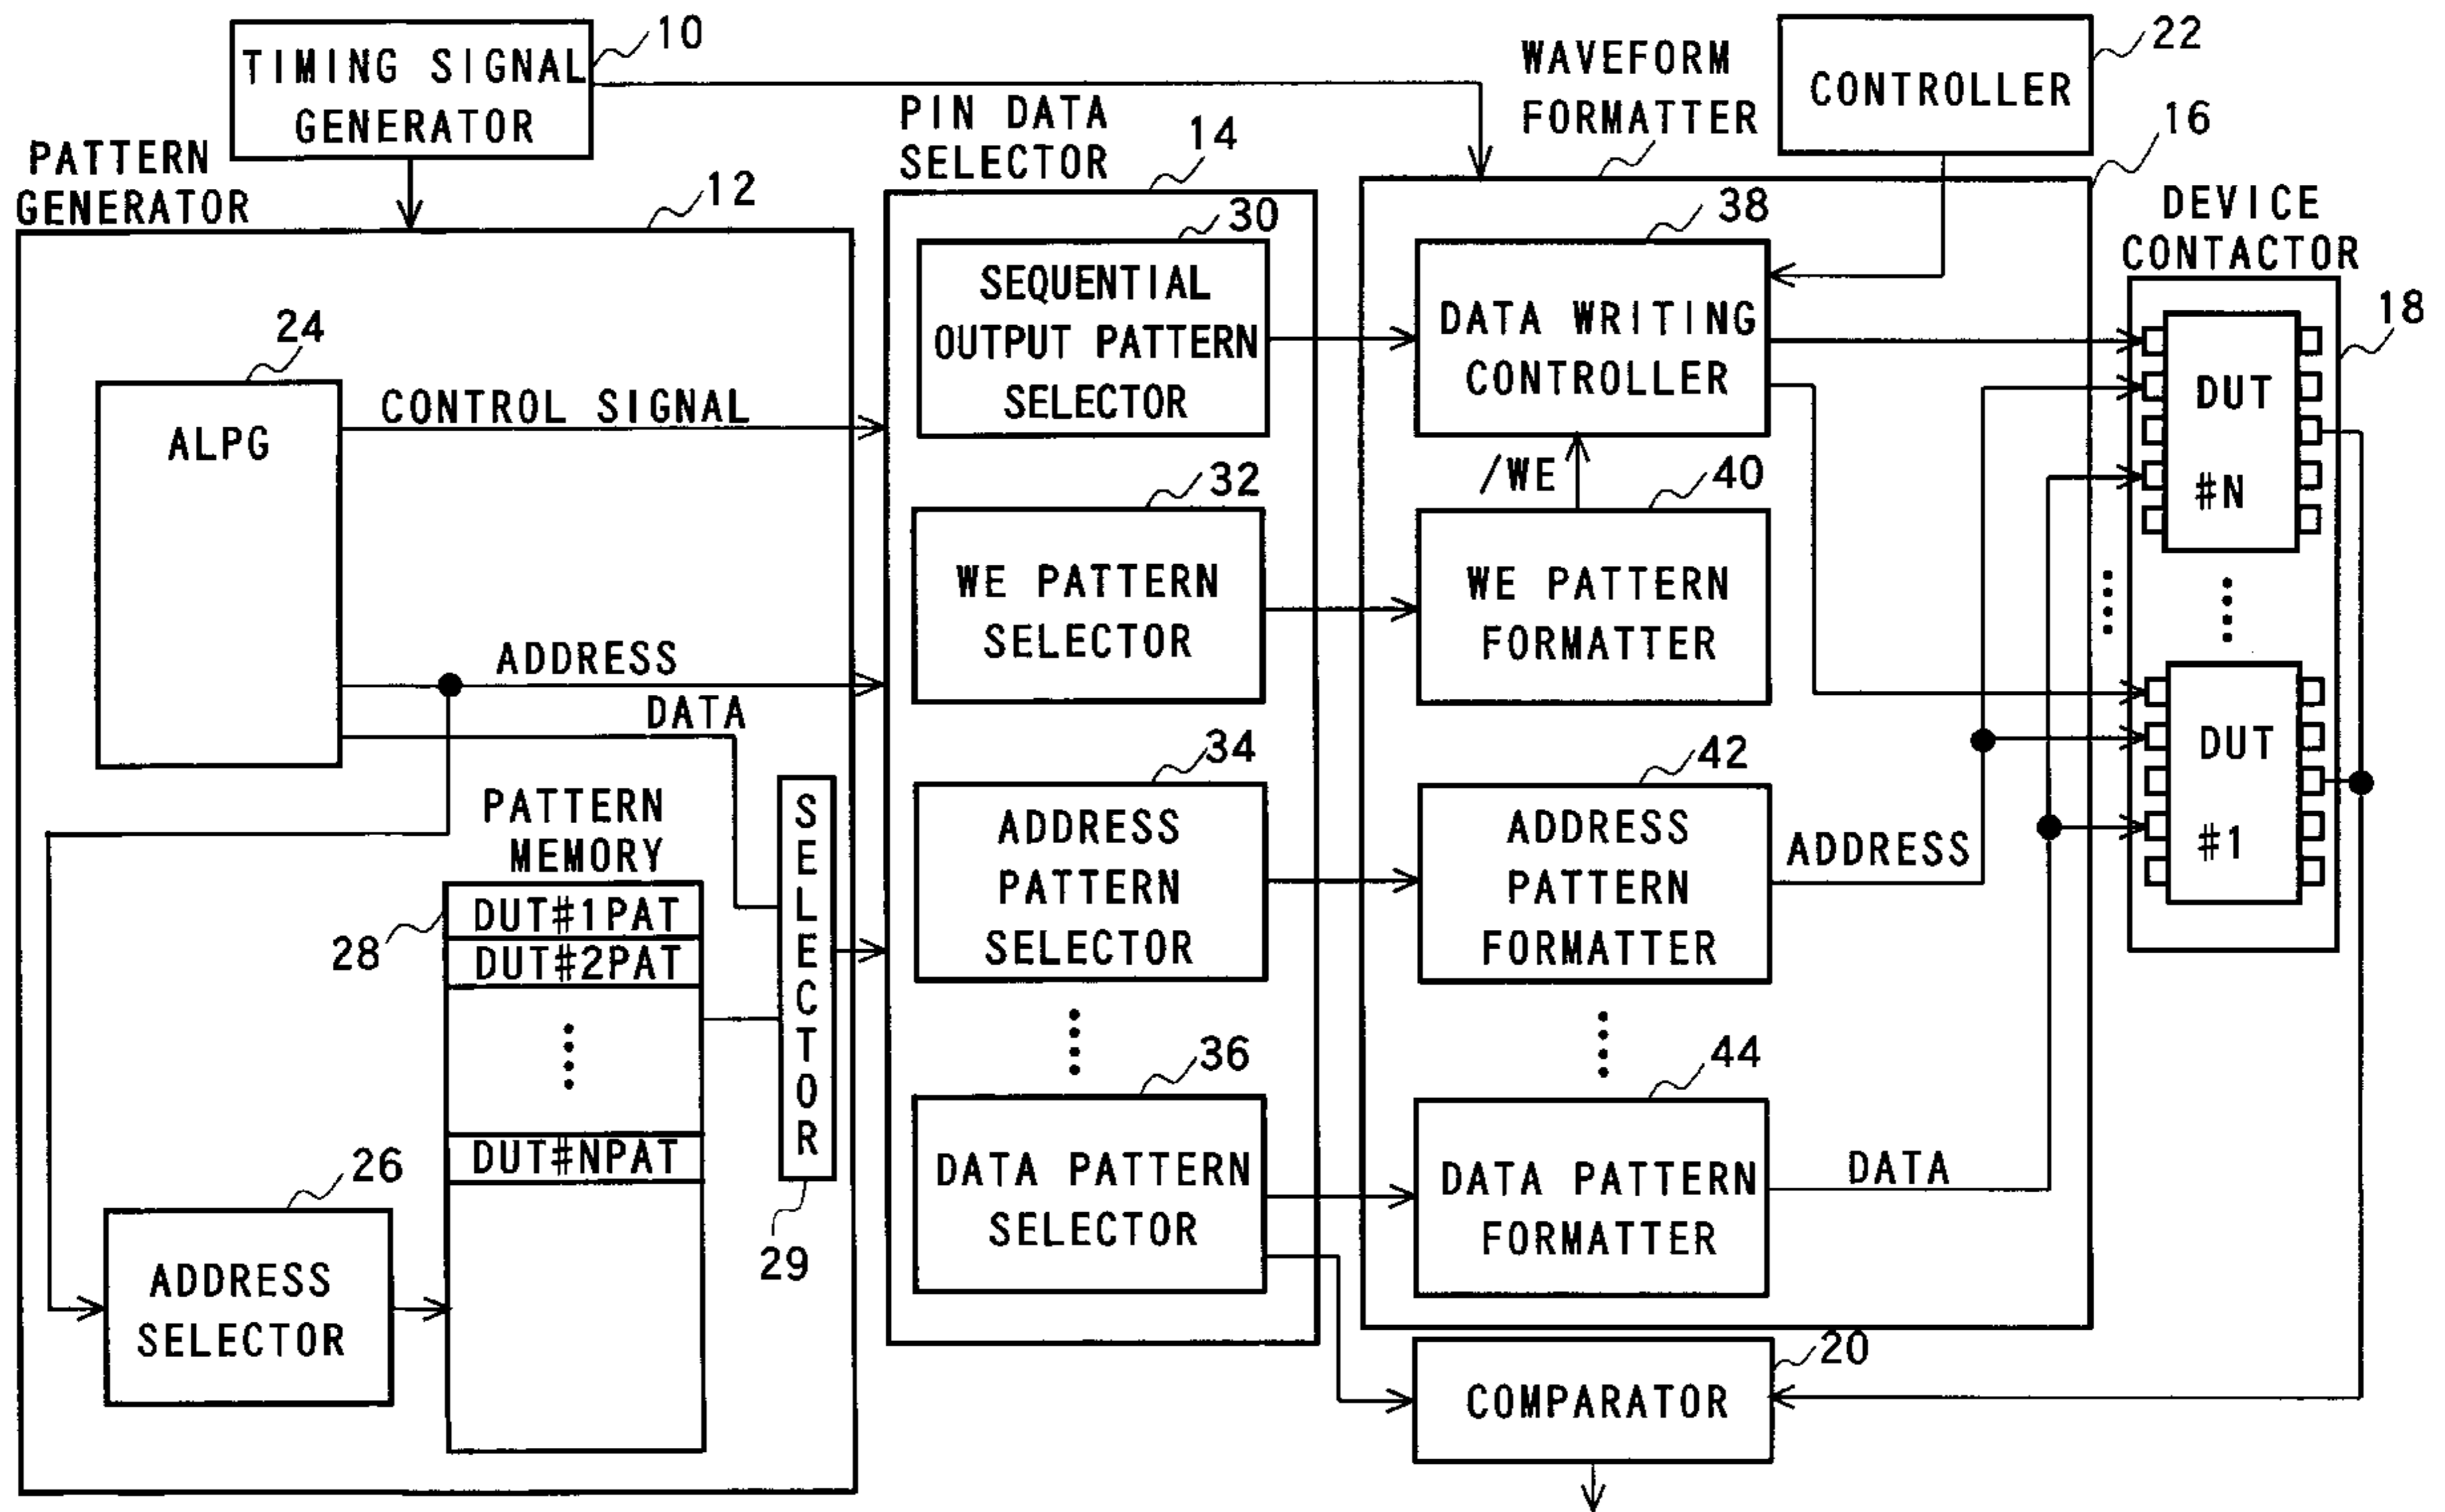 10
TIMING SIGNAL
GENERATOR
PATTERN
GENERATOR
12
24
ALPG
CONTROL SIGNAL
ADDRESS
DATA
PATTERN
MEMORY
28
DUT#1PAT
DUT#2PAT
DUT#NPAT
SELECTOR
29
26
ADDRESS
SELECTOR
PIN DATA
SELECTOR
14
30
SEQUENTIAL
OUTPUT PATTERN
SELECTOR
32
WE PATTERN
SELECTOR
34
ADDRESS
PATTERN
SELECTOR
36
DATA PATTERN
SELECTOR
WAVEFORM
FORMATTER
22
CONTROLLER
16
38
DATA WRITING
CONTROLLER
/WE
40
WE PATTERN
FORMATTER
42
ADDRESS
PATTERN
FORMATTER
ADDRESS
44
DATA PATTERN
FORMATTER
DATA
20
COMPARATOR
DEVICE
CONTACTOR
18
DUT
#N
DUT
#1